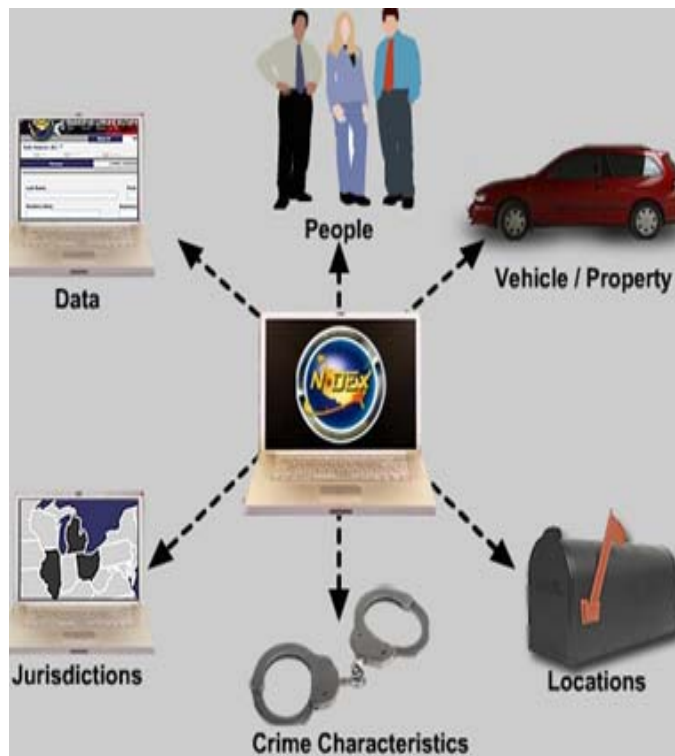 People
Data
Vehicle / Property
N-DEx
Jurisdictions
Locations
Crime Characteristics